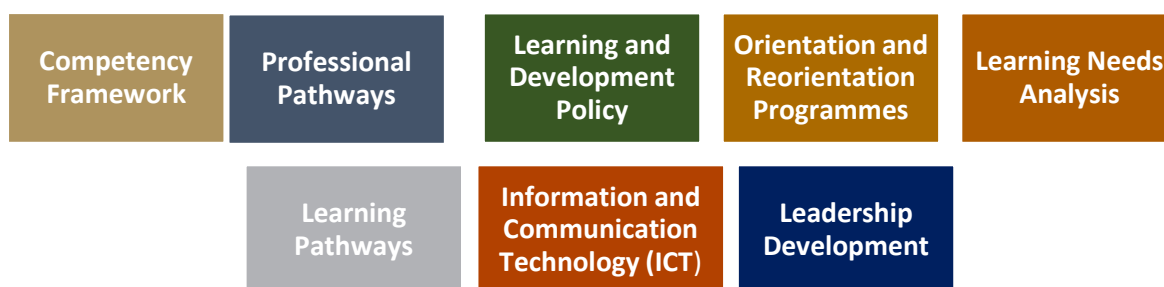 Competency
Framework
Professional
Pathways
Learning and
Development
Policy
Orientation and
Reorientation
Programmes
Learning Needs
Analysis
Learning
Pathways
Information and
Communication
Technology (ICT)
Leadership
Development